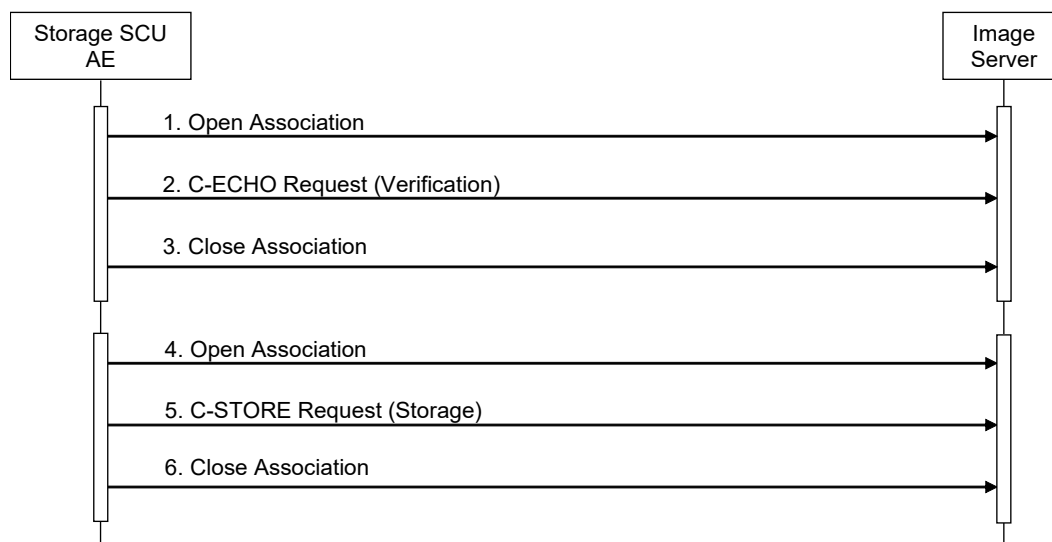 Storage SCU
AE
Image
Server
1. Open Association
2. C-ECHO Request (Verification)
3. Close Association
4. Open Association
5. C-STORE Request (Storage)
6. Close Association